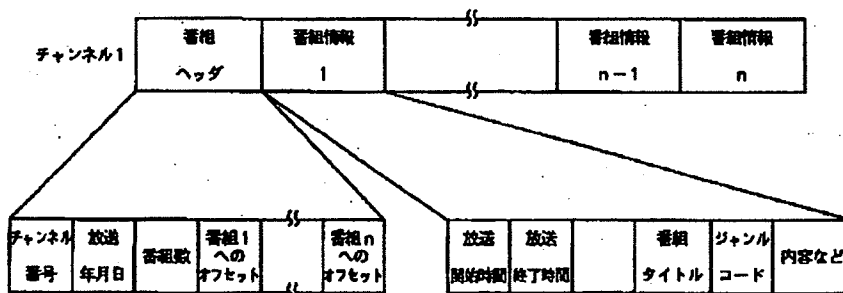 チャンネル1
番組
ヘッダ
番組情報
1
番組情報
n-1
番組情報
n
チャンネル
番号
放送
年月日
番組数
番組1
への
オフセット
番組n
への
オフセット
放送
開始時間
放送
終了時間
番組
タイトル
ジャンル
コード
内容など